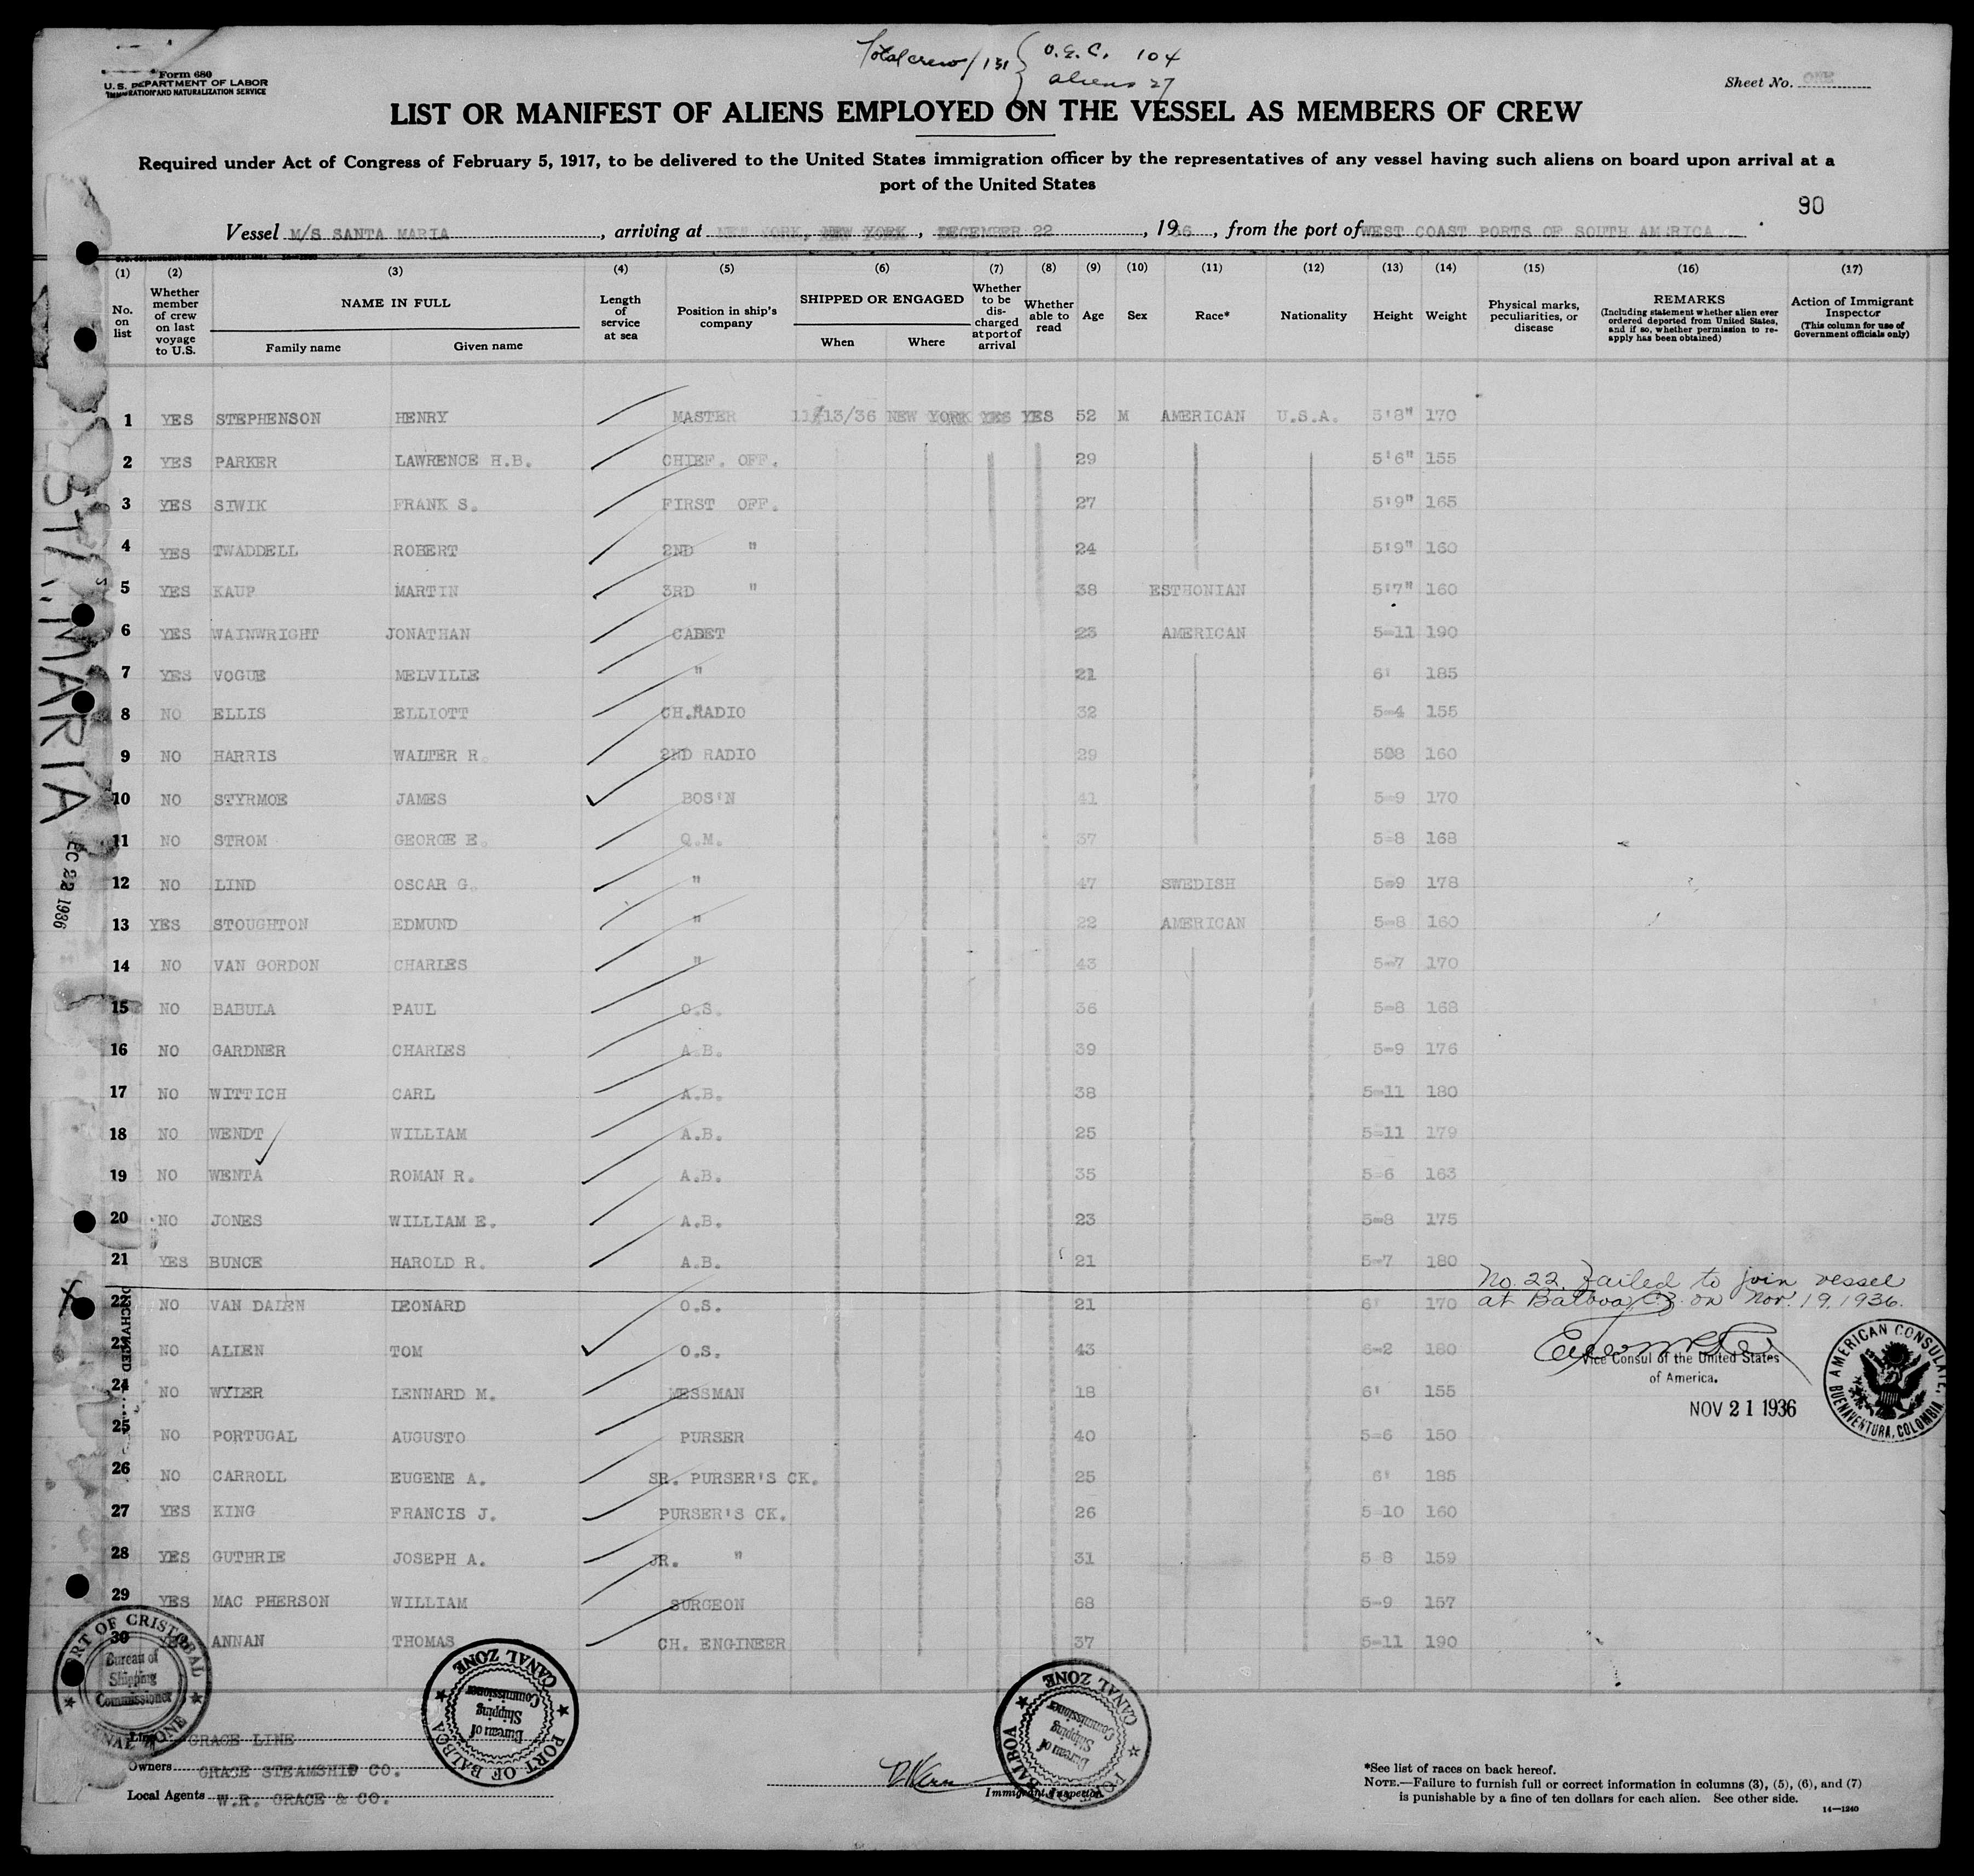 Total crew / 131 { U.S.C. 104
aliens 27
Form 680
U. S. DEPARTMENT OF LABOR
IMMIGRATION AND NATURALIZATION SERVICE
Sheet No. ONE
LIST OR MANIFEST OF ALIENS EMPLOYED ON THE VESSEL AS MEMBERS OF CREW
Required under Act of Congress of February 5, 1917, to be delivered to the United States immigration officer by the representatives of any vessel having such aliens on board upon arrival at a
port of the United States
90
Vessel M/S SANTA MARIA, arriving at NEW YORK, NEW YORK, DECEMBER 22, 1936, from the port of WEST COAST PORTS OF SOUTH AMERICA
(1) (2) (3) (4) (5) (6) (7) (8) (9) (10) (11) (12) (13) (14) (15) (16) (17)
No. on list
Whether member of crew on last voyage to U.S.
NAME IN FULL
Family name Given name
Length of service at sea
Position in ship's company
SHIPPED OR ENGAGED
When Where
Whether to be discharged at port of arrival
Whether able to read
Age
Sex
Race*
Nationality
Height
Weight
Physical marks, peculiarities, or disease
REMARKS
(Including statement whether alien ever ordered deported from United States, and if so, whether permission to reapply has been obtained)
Action of Immigrant Inspector
(This column for use of Government officials only)
1 YES STEPHENSON HENRY MASTER 11/13/36 NEW YORK YES YES 52 M AMERICAN U.S.A. 5'8" 170
2 YES PARKER LAWRENCE H.B. CHIEF. OFF. 29 5'6" 155
3 YES SIWIK FRANK S. FIRST OFF. 27 5'9" 165
4 YES TWADDELL ROBERT 2ND " 24 5'9" 160
5 YES KAUP MARTIN 3RD " 38 ESTHONIAN 5'7" 160
6 YES WAINWRIGHT JONATHAN CADET 23 AMERICAN 5-11 190
7 YES VOGUE MELVILLE " 21 6' 185
8 NO ELLIS ELLIOTT CH.RADIO 32 5-4 155
9 NO HARRIS WALTER R. 2ND RADIO 29 508 160
10 NO STYRMOE JAMES BOS'N 41 5-9 170
11 NO STROM GEORGE E. Q.M. 37 5-8 168
12 NO LIND OSCAR G. " 47 SWEDISH 5-9 178
13 YES STOUGHTON EDMUND " 22 AMERICAN 5-8 160
14 NO VAN GORDON CHARLES " 43 5-7 170
15 NO BABULA PAUL O.S. 36 5-8 168
16 NO GARDNER CHARLES A.B. 39 5-9 176
17 NO WITTICH CARL A.B. 38 5-11 180
18 NO WENDT WILLIAM A.B. 25 5-11 179
19 NO WENTA ROMAN R. A.B. 35 5-6 163
20 NO JONES WILLIAM E. A.B. 23 5-8 175
21 YES BUNCE HAROLD R. A.B. 21 5-7 180
No. 22 Failed to join vessel
22 NO VAN DALEN LEONARD O.S. 21 6' 170 at Balboa, C.Z. on Nov. 19, 1936.
DISCHARGED
23 NO ALLEN TOM O.S. 43 6-2 180
Vice Consul of the United States
of America.
24 NO WYLER LENNARD M. MESSMAN 18 6' 155
NOV 21 1936
AMERICAN CONSULATE, BUENAVENTURA, COLOMBIA
25 NO PORTUGAL AUGUSTO PURSER 40 5-6 150
26 NO CARROLL EUGENE A. SR. PURSER'S CK. 25 6' 185
27 YES KING FRANCIS J. PURSER'S CK. 26 5-10 160
28 YES GUTHRIE JOSEPH A. JR. " 31 5 8 159
29 YES MAC PHERSON WILLIAM SURGEON 68 5-9 157
30 ANNAN THOMAS CH. ENGINEER 37 5-11 190
ST. MARIA
EC 22 1936
PORT OF CRISTOBAL
Bureau of
Shipping
Commissioner
CANAL ZONE
PORT OF BALBOA
Bureau of
Shipping
Commissioner
CANAL ZONE
PORT OF BALBOA
Bureau of
Shipping
Commissioner
CANAL ZONE
Line GRACE LINE
Owners GRACE STEAMSHIP CO.
Local Agents W.R. GRACE & CO.
Immigrant Inspector
*See list of races on back hereof.
NOTE.—Failure to furnish full or correct information in columns (3), (5), (6), and (7)
is punishable by a fine of ten dollars for each alien. See other side.
14—1240